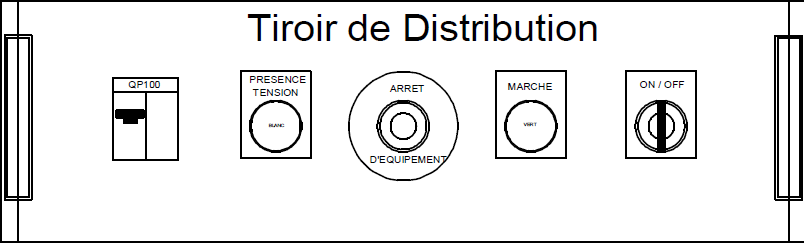 Tiroir de Distribution
QP100
PRESENCE
TENSION
BLANC
ARRET
D'EQUIPEMENT
MARCHE
VERT
ON / OFF